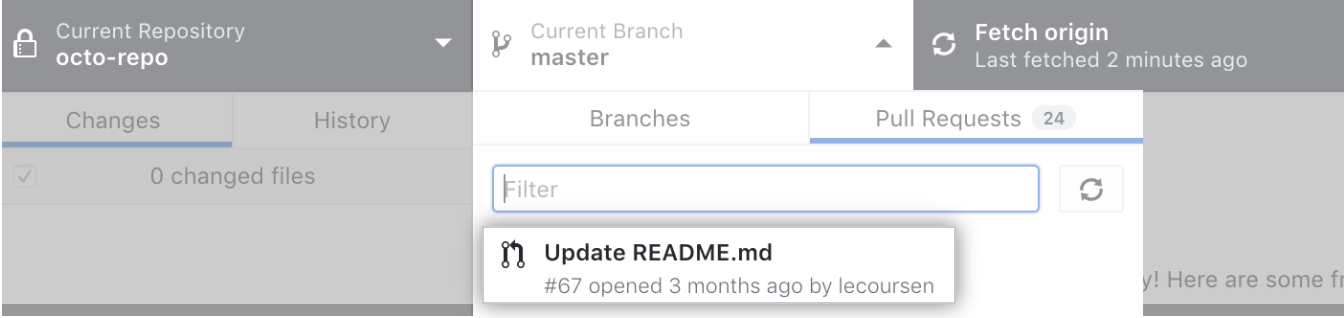 Current Repository
octo-repo
Current Branch
master
Fetch origin
Last fetched 2 minutes ago
Changes
History
Branches
Pull Requests 24
0 changed files
Filter
Update README.md
#67 opened 3 months ago by lecoursen
y! Here are some